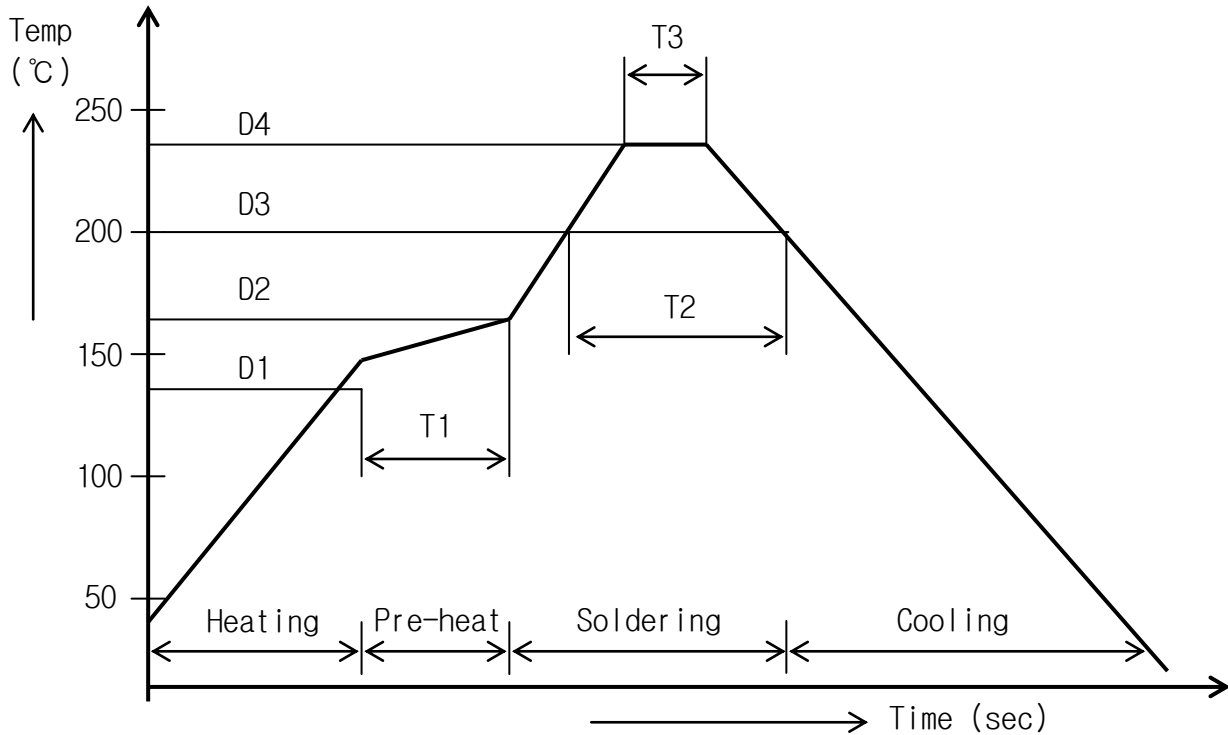 Temp
(℃)
T3
250
D4
D3
200
D2
T2
150
D1
T1
100
50
Heating
Pre-heat
Soldering
Cooling
Time (sec)